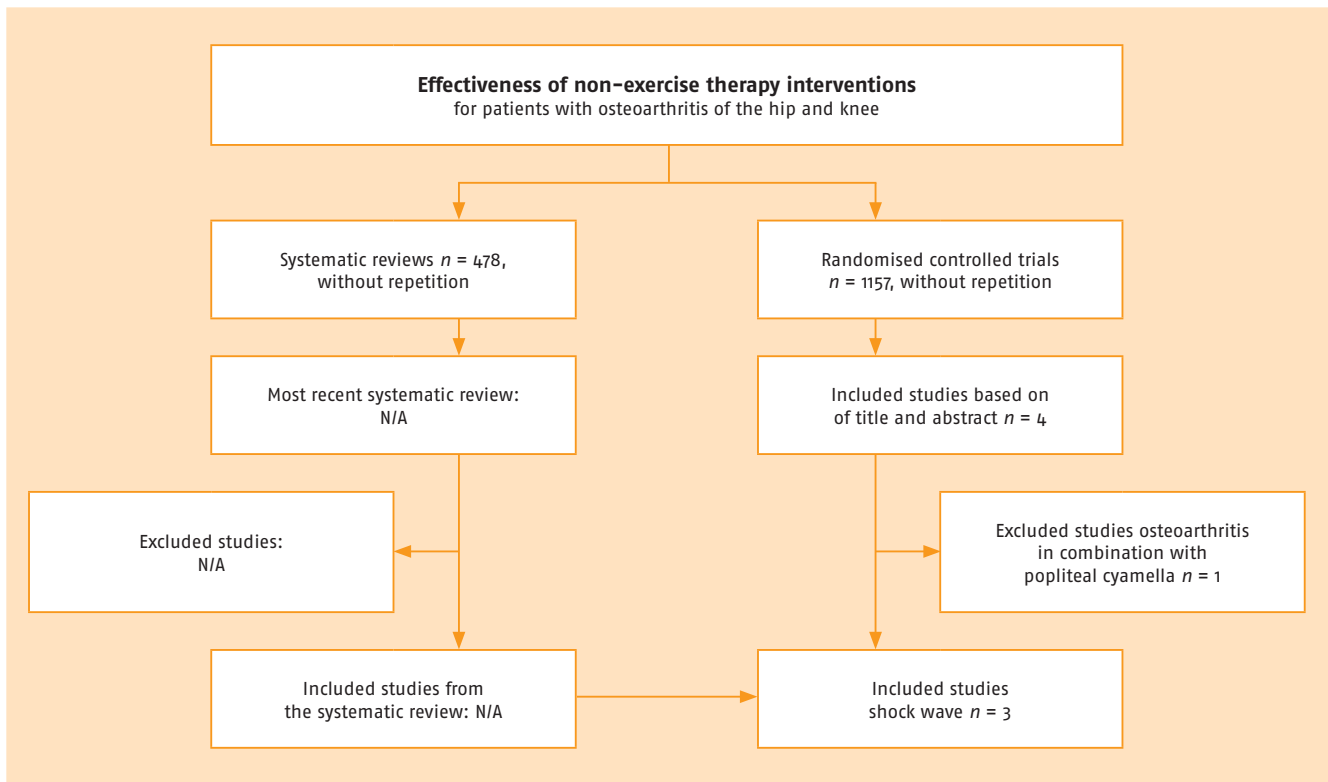 Effectiveness of non-exercise therapy interventions
for patients with osteoarthritis of the hip and knee
Systematic reviews n = 478,
without repetition
Randomised controlled trials
n = 1157, without repetition
Most recent systematic review:
N/A
Included studies based on
of title and abstract n = 4
Excluded studies:
N/A
Excluded studies osteoarthritis
in combination with
popliteal cyamella n = 1
Included studies from
the systematic review: N/A
Included studies
shock wave n = 3